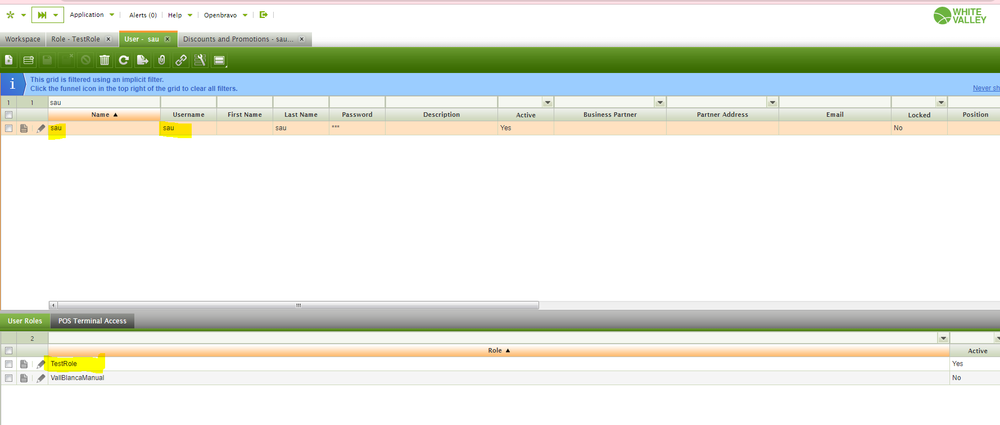 Application Alerts (0) Help Openbravo
WHITE
VALLEY
Workspace Role - TestRole User - sau Discounts and Promotions - sau...
This grid is filtered using an implicit filter.
Click the funnel icon in the top right of the grid to clear all filters.
Never sh
1 1 sau
Name Username First Name Last Name Password Description Active Business Partner Partner Address Email Locked Position
sau sau sau *** Yes No
User Roles POS Terminal Access
2
Role Active
TestRole Yes
VallBlancaManual No